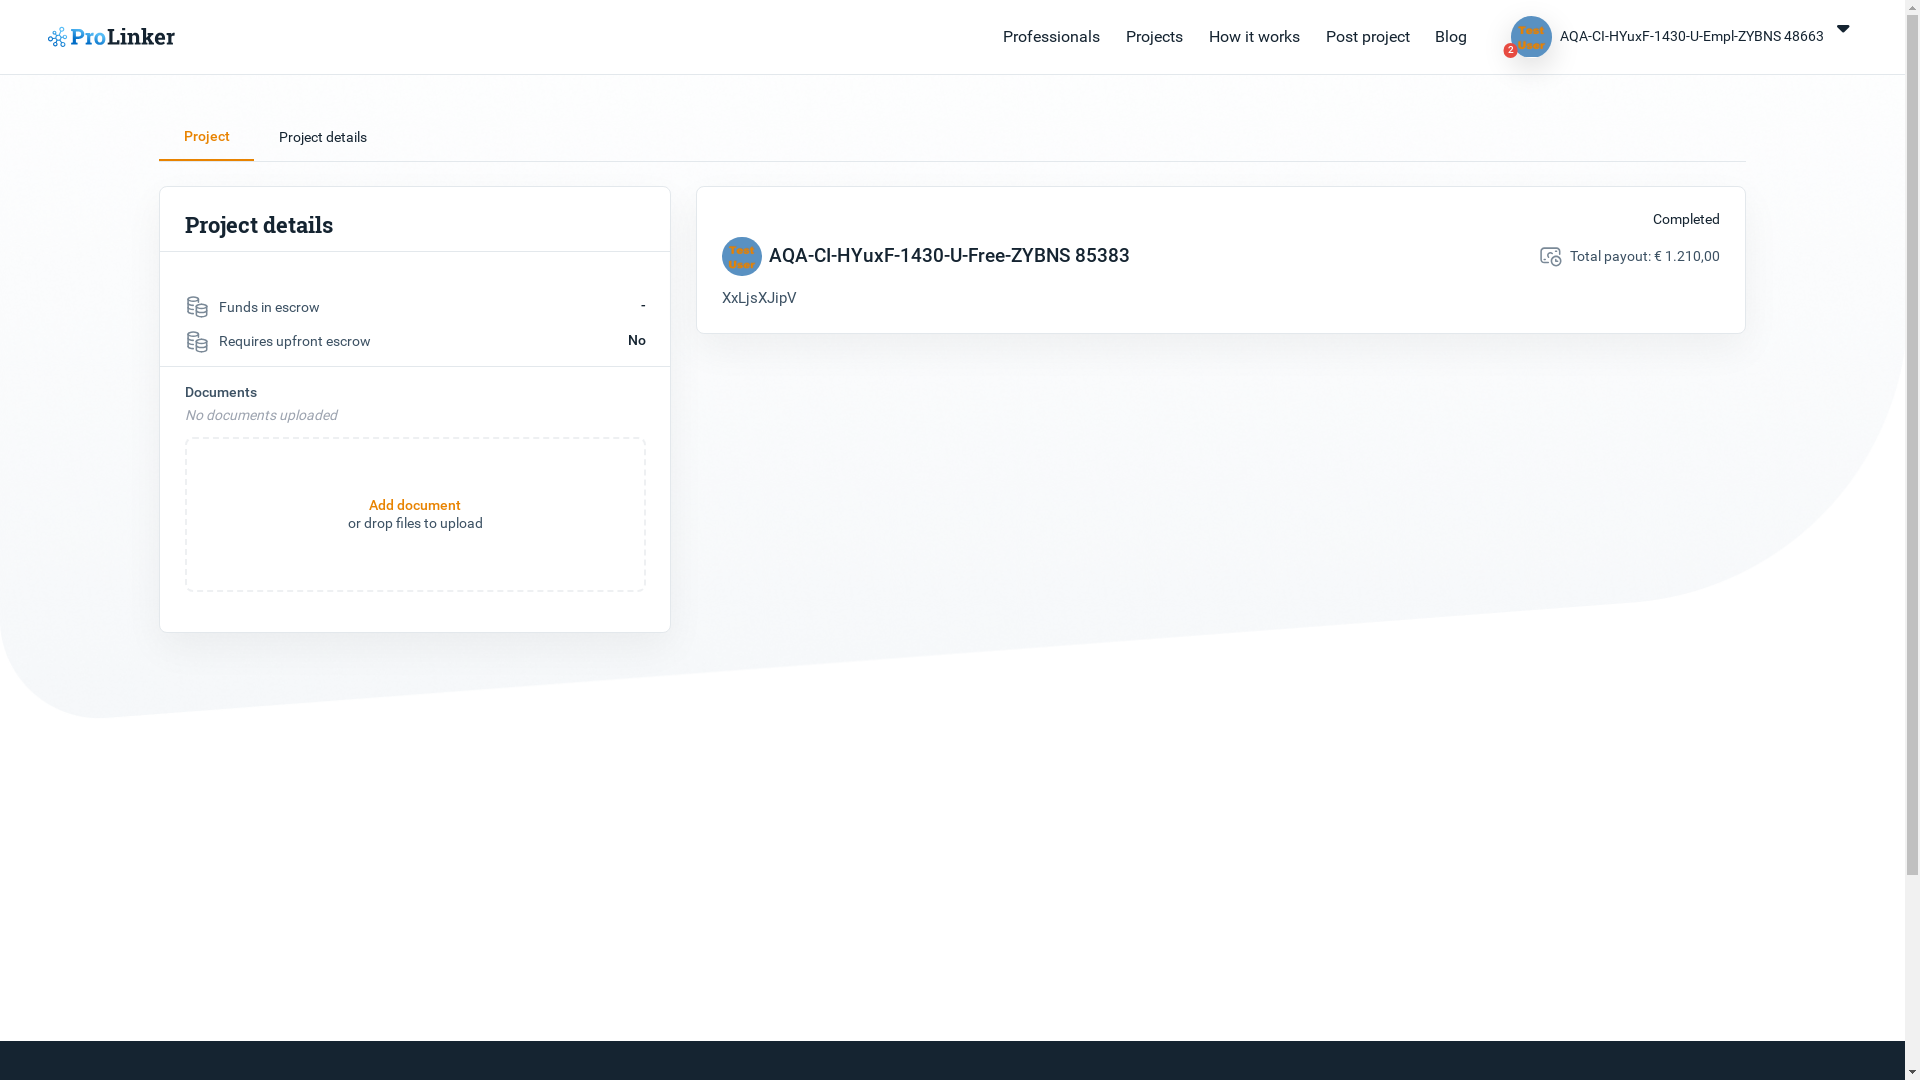 ProLinker
Professionals
Projects
How it works
Post project
Blog
Test
User
2
AQA-CI-HYuxF-1430-U-Empl-ZYBNS 48663
Project
Project details
Project details
Funds in escrow
-
Requires upfront escrow
No
Documents
No documents uploaded
Add document
or drop files to upload
Completed
Test
User
AQA-CI-HYuxF-1430-U-Free-ZYBNS 85383
Total payout: € 1.210,00
XxLjsXJipV